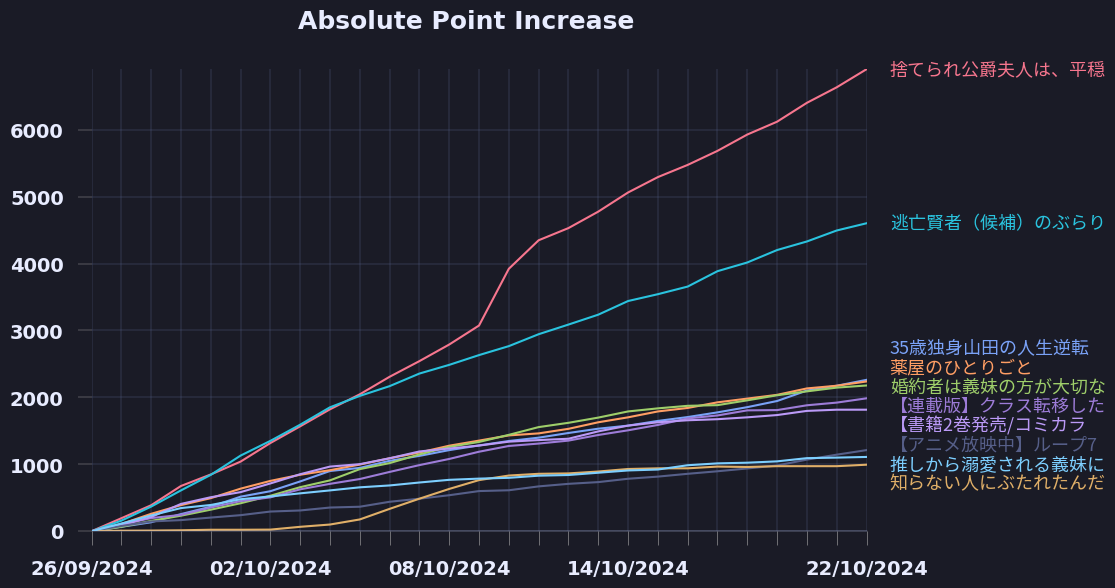 Absolute Point Increase
6000
5000
4000
3000
2000
1000
0
26/09/2024 02/10/2024 08/10/2024 14/10/2024 22/10/2024
捨てられ公爵夫人は、平穏
逃亡賢者（候補）のぶらり
35歳独身山田の人生逆転
薬屋のひとりごと
婚約者は義妹の方が大切な
【連載版】クラス転移した
【書籍2巻発売/コミカラ
【アニメ放映中】ループ7
推しから溺愛される義妹に
知らない人にぶたれたんだ